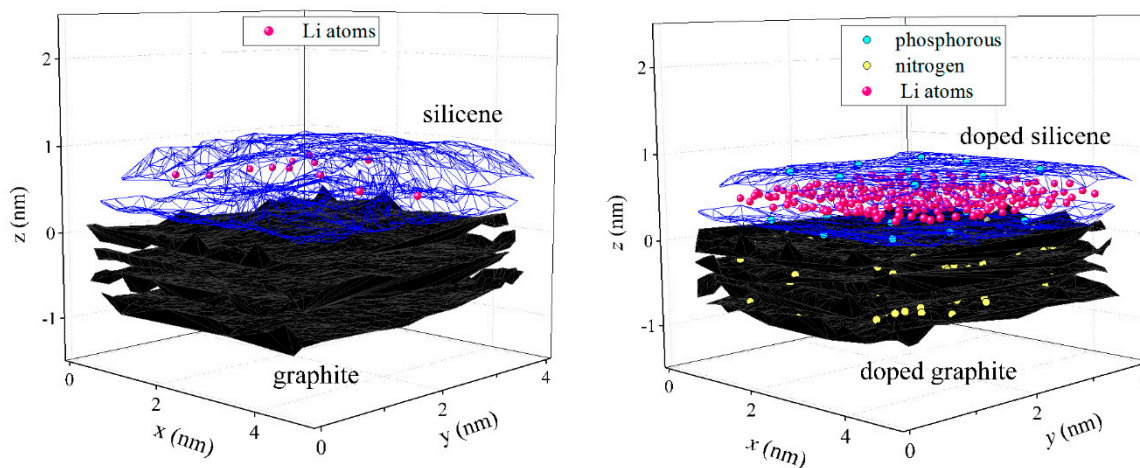 Li atoms
silicene
2
1
0
-1
z (nm)
graphite
0
2
4
x (nm)
0
2
4
y (nm)
phosphorous
nitrogen
Li atoms
doped silicene
2
1
0
-1
z (nm)
doped graphite
0
2
4
x (nm)
0
2
y (nm)